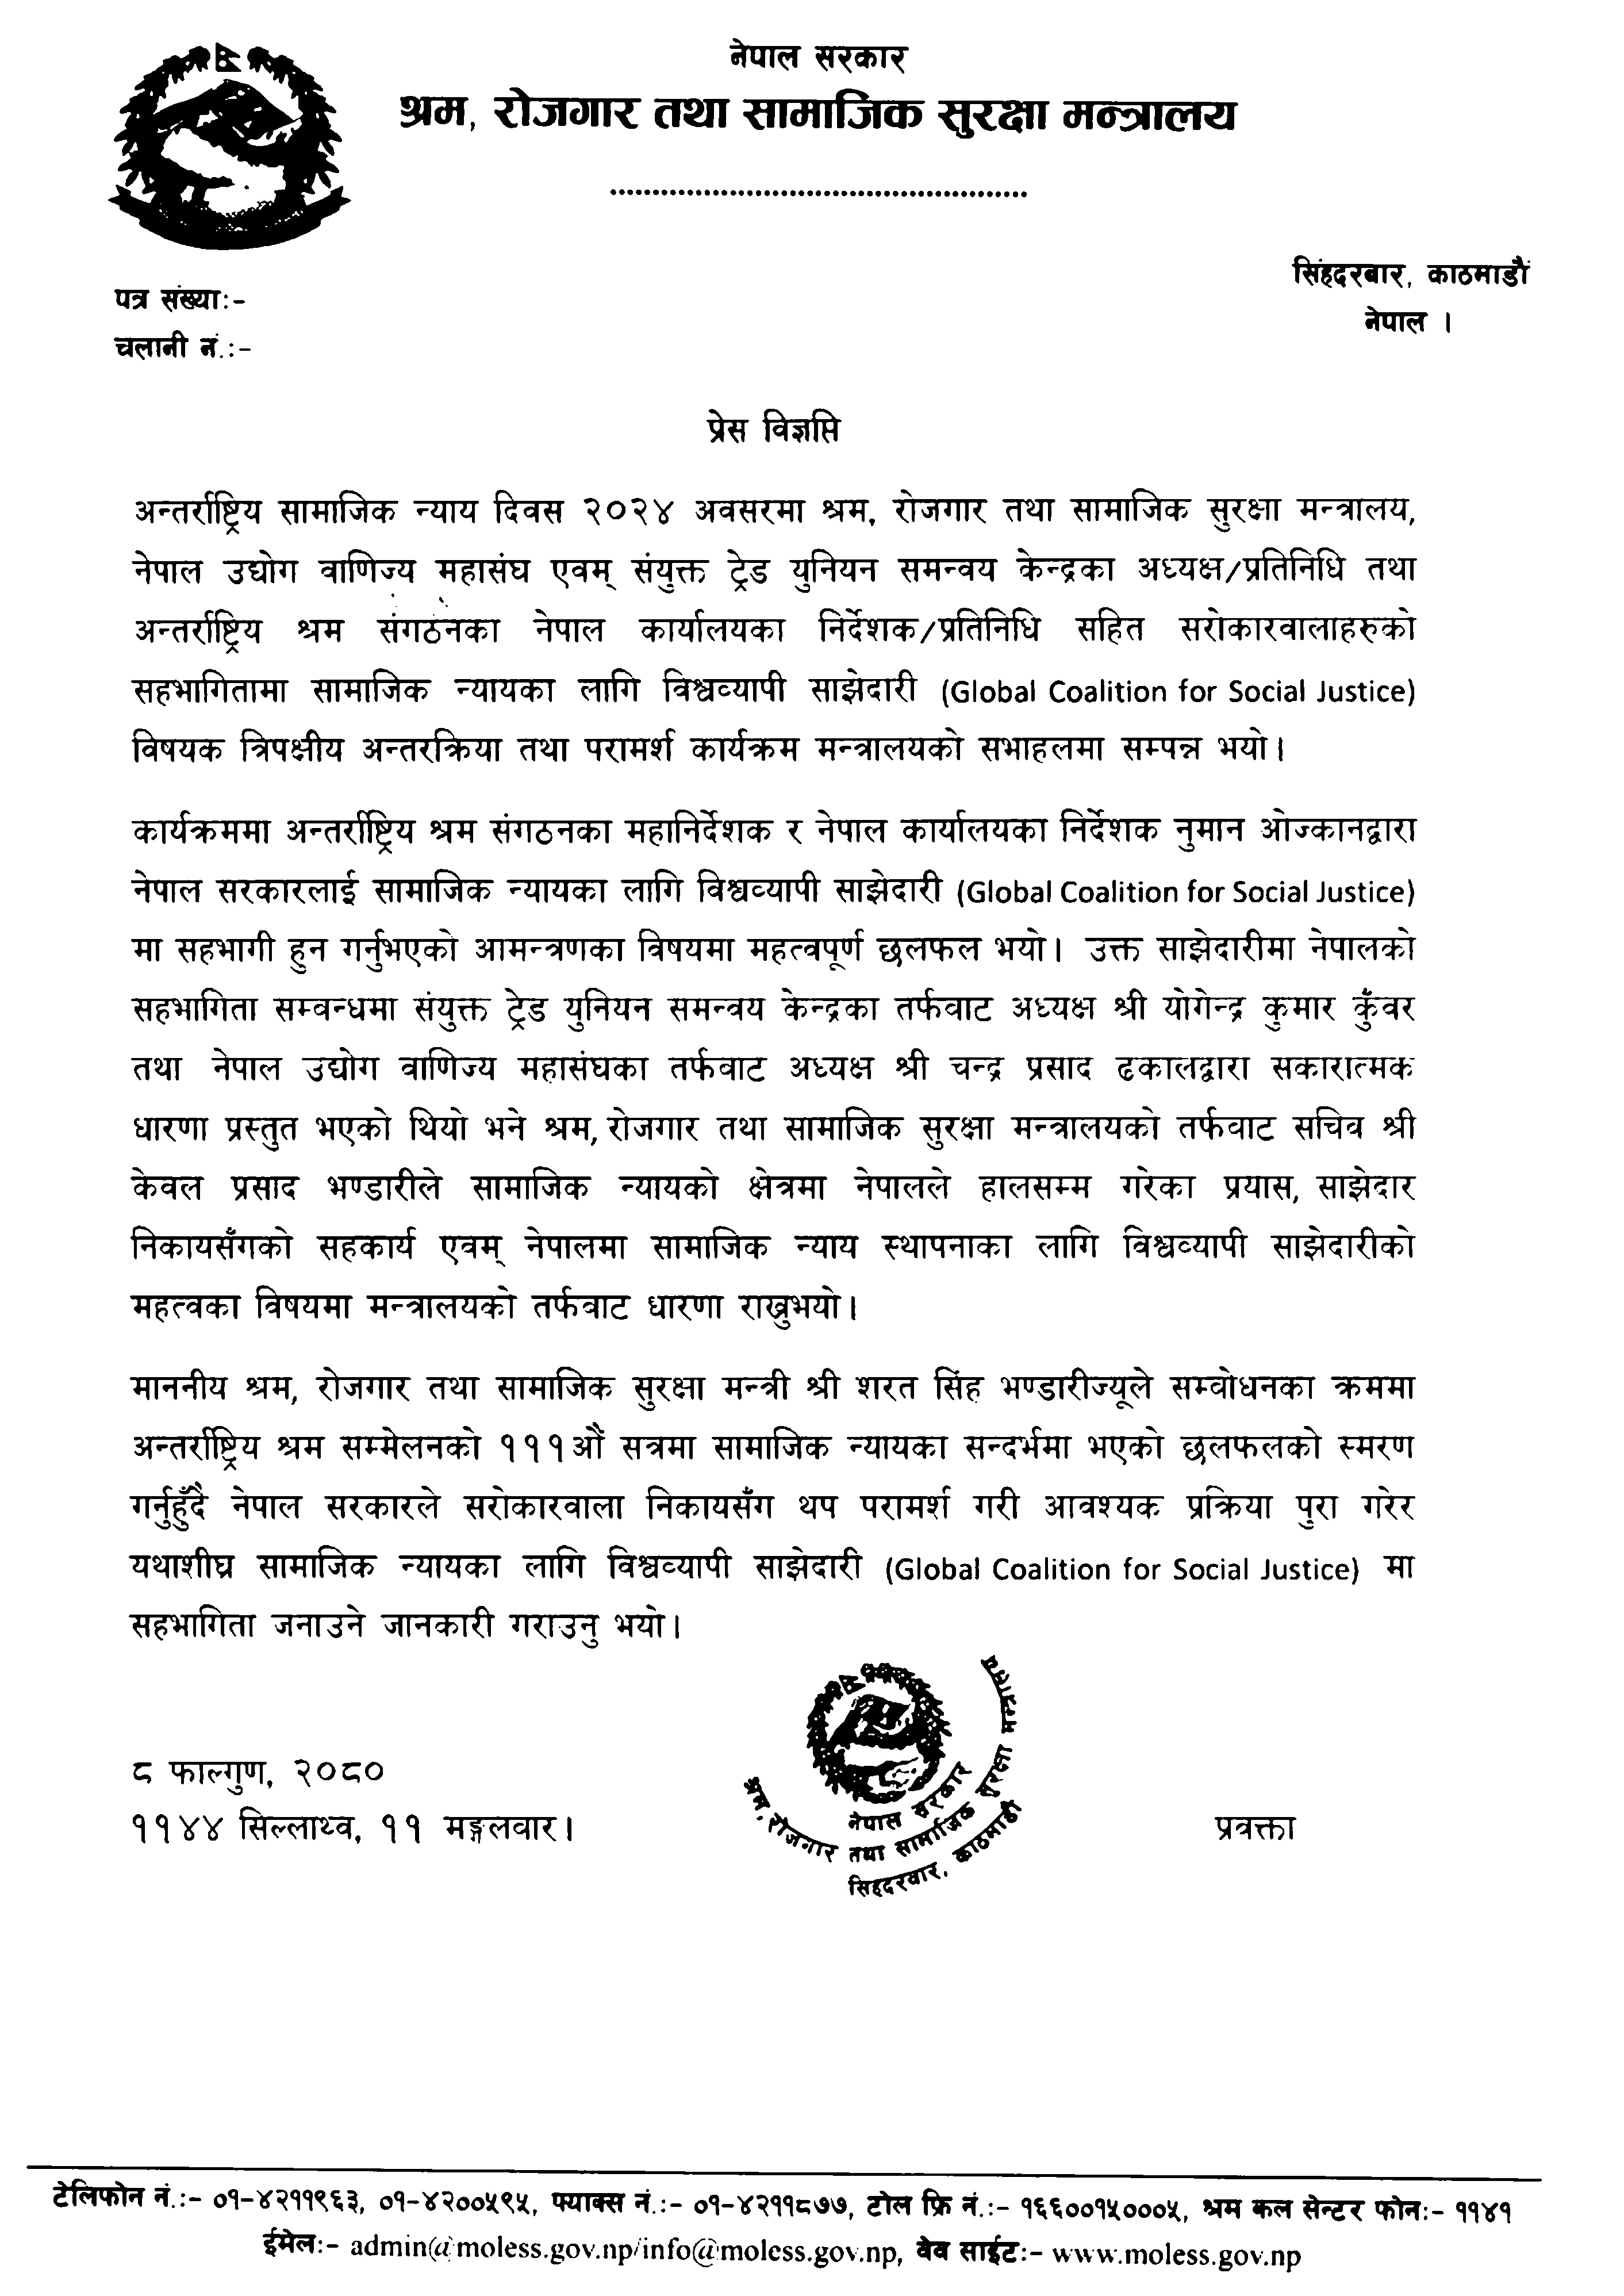 नेपाल सरकार
श्रम, रोजगार तथा सामाजिक सुरक्षा मन्त्रालय
सिंहदरबार, काठमाडौं
नेपाल ।
पत्र संख्याः-
चलानी नं.:-
प्रेस विज्ञप्ति
अन्तर्राष्ट्रिय सामाजिक न्याय दिवस २०२४ अवसरमा श्रम, रोजगार तथा सामाजिक सुरक्षा मन्त्रालय,
नेपाल उद्योग वाणिज्य महासंघ एवम् संयुक्त ट्रेड युनियन समन्वय केन्द्रका अध्यक्ष/प्रतिनिधि तथा
अन्तर्राष्ट्रिय श्रम संगठनका नेपाल कार्यालयका निर्देशक/प्रतिनिधि सहित सरोकारवालाहरुको
सहभागितामा सामाजिक न्यायका लागि विश्वव्यापी साझेदारी (Global Coalition for Social Justice)
विषयक त्रिपक्षीय अन्तरक्रिया तथा परामर्श कार्यक्रम मन्त्रालयको सभाहलमा सम्पन्न भयो।
कार्यक्रममा अन्तर्राष्ट्रिय श्रम संगठनका महानिर्देशक र नेपाल कार्यालयका निर्देशक नुमान ओज्कानद्वारा
नेपाल सरकारलाई सामाजिक न्यायका लागि विश्वव्यापी साझेदारी (Global Coalition for Social Justice)
मा सहभागी हुन गर्नुभएको आमन्त्रणका विषयमा महत्वपूर्ण छलफल भयो। उक्त साझेदारीमा नेपालको
सहभागिता सम्वन्धमा संयुक्त ट्रेड युनियन समन्वय केन्द्रका तर्फवाट अध्यक्ष श्री योगेन्द्र कुमार कुँवर
तथा नेपाल उद्योग वाणिज्य महासंघका तर्फवाट अध्यक्ष श्री चन्द्र प्रसाद ढकालद्वारा सकारात्मक
धारणा प्रस्तुत भएको थियो भने श्रम, रोजगार तथा सामाजिक सुरक्षा मन्त्रालयको तर्फवाट सचिव श्री
केवल प्रसाद भण्डारीले सामाजिक न्यायको क्षेत्रमा नेपालले हालसम्म गरेका प्रयास, साझेदार
निकायसँगको सहकार्य एवम् नेपालमा सामाजिक न्याय स्थापनाका लागि विश्वव्यापी साझेदारीको
महत्वका विषयमा मन्त्रालयको तर्फवाट धारणा राख्नुभयो।
माननीय श्रम, रोजगार तथा सामाजिक सुरक्षा मन्त्री श्री शरत सिंह भण्डारीज्यूले सम्वोधनका क्रममा
अन्तर्राष्ट्रिय श्रम सम्मेलनको १११औं सत्रमा सामाजिक न्यायका सन्दर्भमा भएको छलफलको स्मरण
गर्नुहुँदै नेपाल सरकारले सरोकारवाला निकायसँग थप परामर्श गरी आवश्यक प्रक्रिया पुरा गरेर
यथाशीघ्र सामाजिक न्यायका लागि विश्वव्यापी साझेदारी (Global Coalition for Social Justice) मा
सहभागिता जनाउने जानकारी गराउनु भयो।
८ फाल्गुण, २०८०
११४४ सिल्लाथ्व, ११ मङ्गलवार।
नेपाल सरकार
श्रम, रोजगार तथा सामाजिक सुरक्षा मन्त्रालय
सिंहदरवार, काठमाडौं
प्रवक्ता
टेलिफोन नं.:- ०१-४२११९६३, ०१-४२००५९५, फ्याक्स नं.:- ०१-४२११८७७, टोल फ्रि नं.:- १६६००१५०००५, श्रम कल सेन्टर फोन:- ११४१
ईमेल:- admin@moless.gov.np/info@moless.gov.np, वेव साईट:- www.moless.gov.np